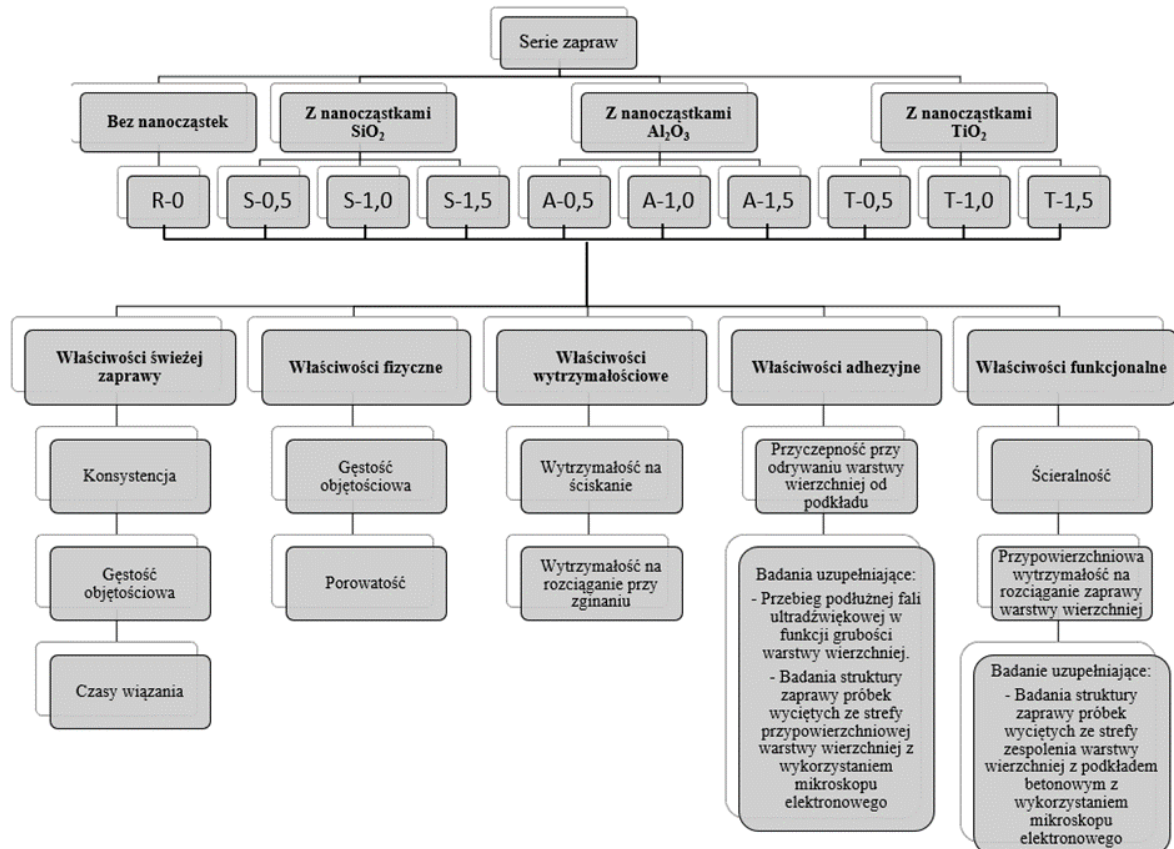 Serie zapraw
Bez nanocząstek
Z nanocząstkami
SiO₂
Z nanocząstkami
Al₂O₃
Z nanocząstkami
TiO₂
R-0
S-0,5
S-1,0
S-1,5
A-0,5
A-1,0
A-1,5
T-0,5
T-1,0
T-1,5
Właściwości świeżej
zaprawy
Konsystencja
Gęstość
objętościowa
Czasy wiązania
Właściwości fizyczne
Gęstość
objętościowa
Porowatość
Właściwości
wytrzymałościowe
Wytrzymałość na
ściskanie
Wytrzymałość na
rozciąganie przy
zginaniu
Właściwości adhezyjne
Przyczepność przy
odrywaniu warstwy
wierzchniej od
podkładu
Badania uzupełniające:
- Przebieg podłużnej fali
ultradźwiękowej w
funkcji grubości
warstwy wierzchniej.
- Badania struktury
zaprawy próbek
wyciętych ze strefy
przypowierzchniowej
warstwy wierzchniej z
wykorzystaniem
mikroskopu
elektronowego
Właściwości funkcjonalne
Ścieralność
Przypowierzchniowa
wytrzymałość na
rozciąganie zaprawy
warstwy wierzchniej
Badanie uzupełniające:
- Badania struktury
zaprawy próbek
wyciętych ze strefy
zespolenia warstwy
wierzchniej z podkładem
betonowym z
wykorzystaniem
mikroskopu
elektronowego